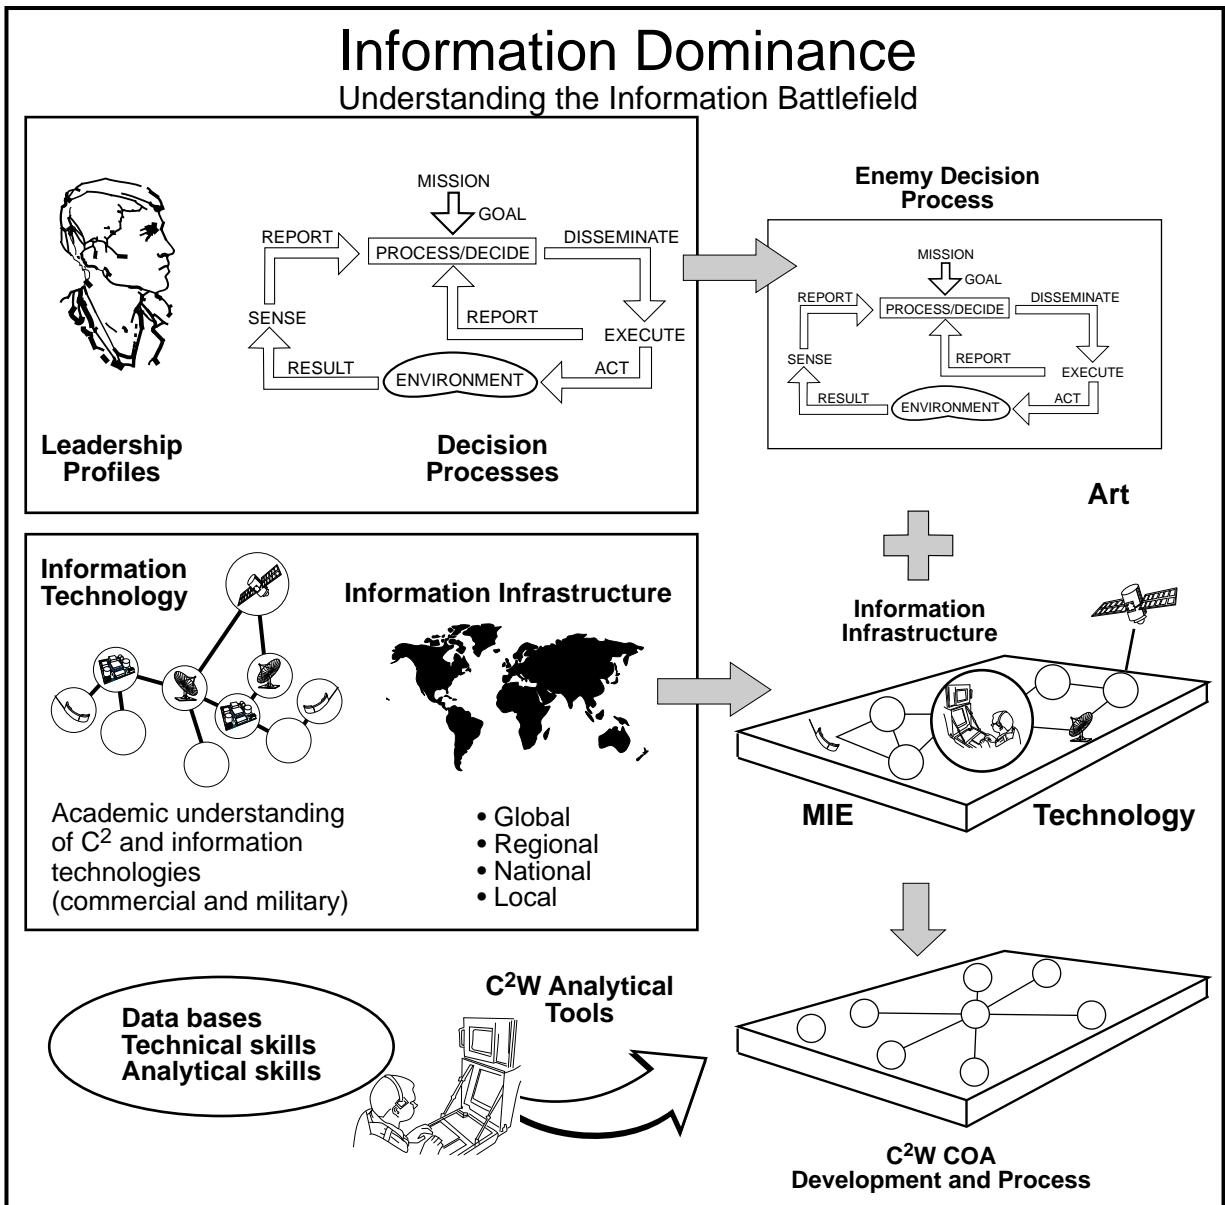 Information Dominance
Understanding the Information Battlefield
MISSION
GOAL
REPORT
PROCESS/DECIDE
DISSEMINATE
SENSE
REPORT
EXECUTE
RESULT
ENVIRONMENT
ACT
Leadership
Profiles
Decision
Processes
Enemy Decision
Process
MISSION
GOAL
REPORT
PROCESS/DECIDE
DISSEMINATE
SENSE
REPORT
EXECUTE
RESULT
ENVIRONMENT
ACT
Art
Information
Technology
Information Infrastructure
Academic understanding
of C2 and information
technologies
(commercial and military)
• Global
• Regional
• National
• Local
Information
Infrastructure
MIE
Technology
Data bases
Technical skills
Analytical skills
C2W Analytical
Tools
C2W COA
Development and Process